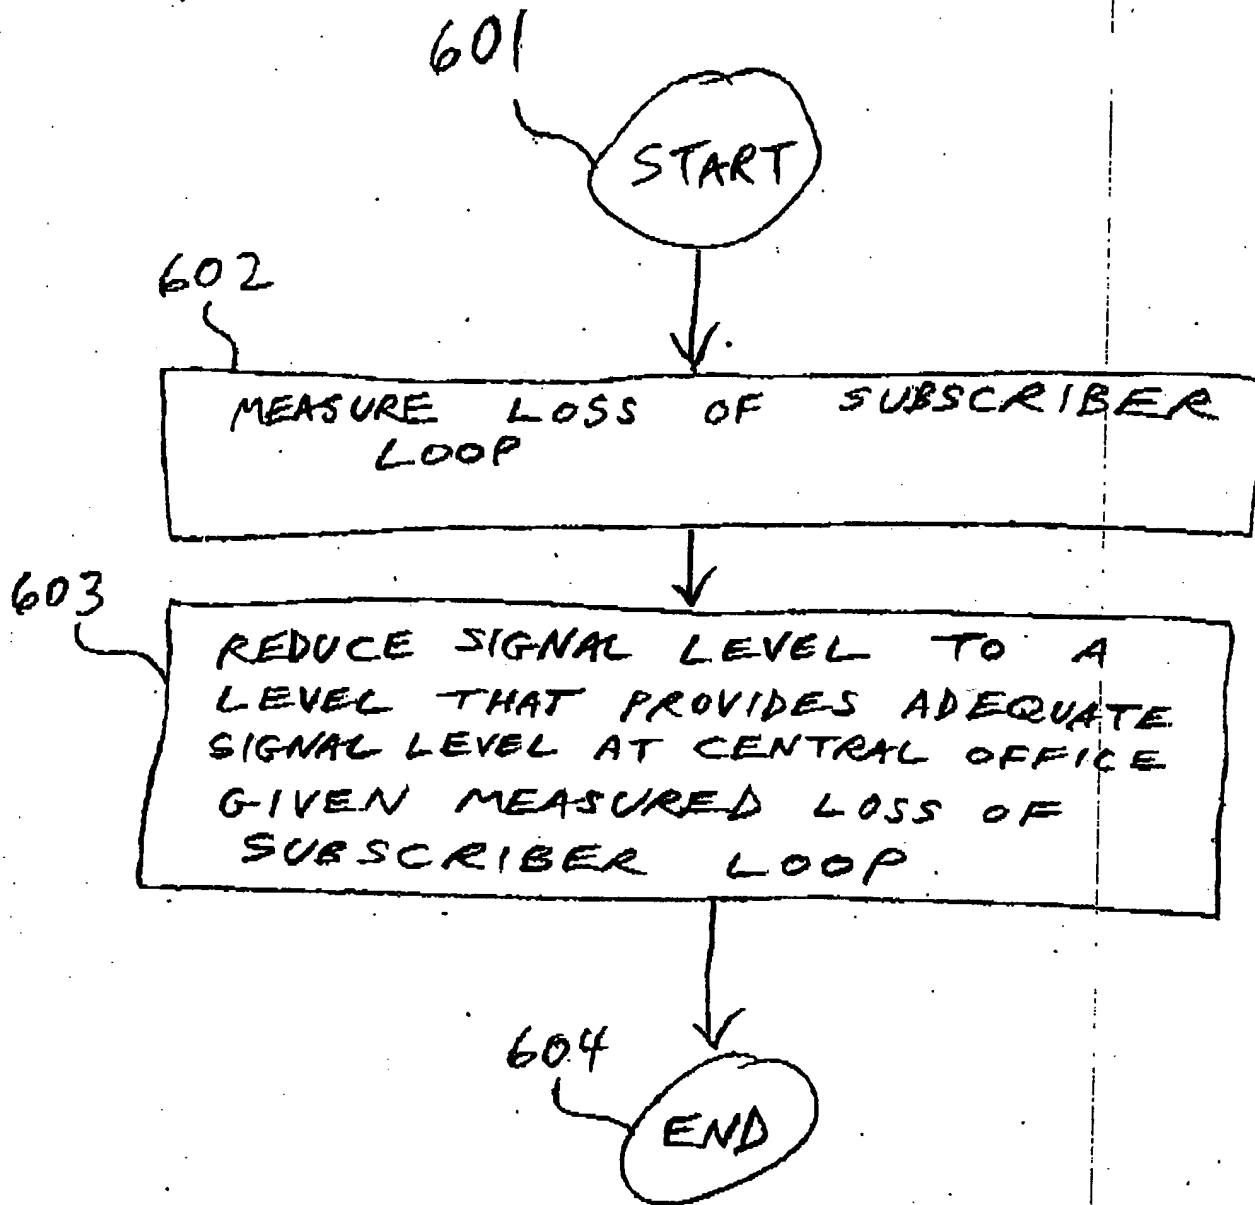 601
START
602
MEASURE LOSS OF SUBSCRIBER
LOOP
603
REDUCE SIGNAL LEVEL TO A
LEVEL THAT PROVIDES ADEQUATE
SIGNAL LEVEL AT CENTRAL OFFICE
GIVEN MEASURED LOSS OF
SUBSCRIBER LOOP
604
END